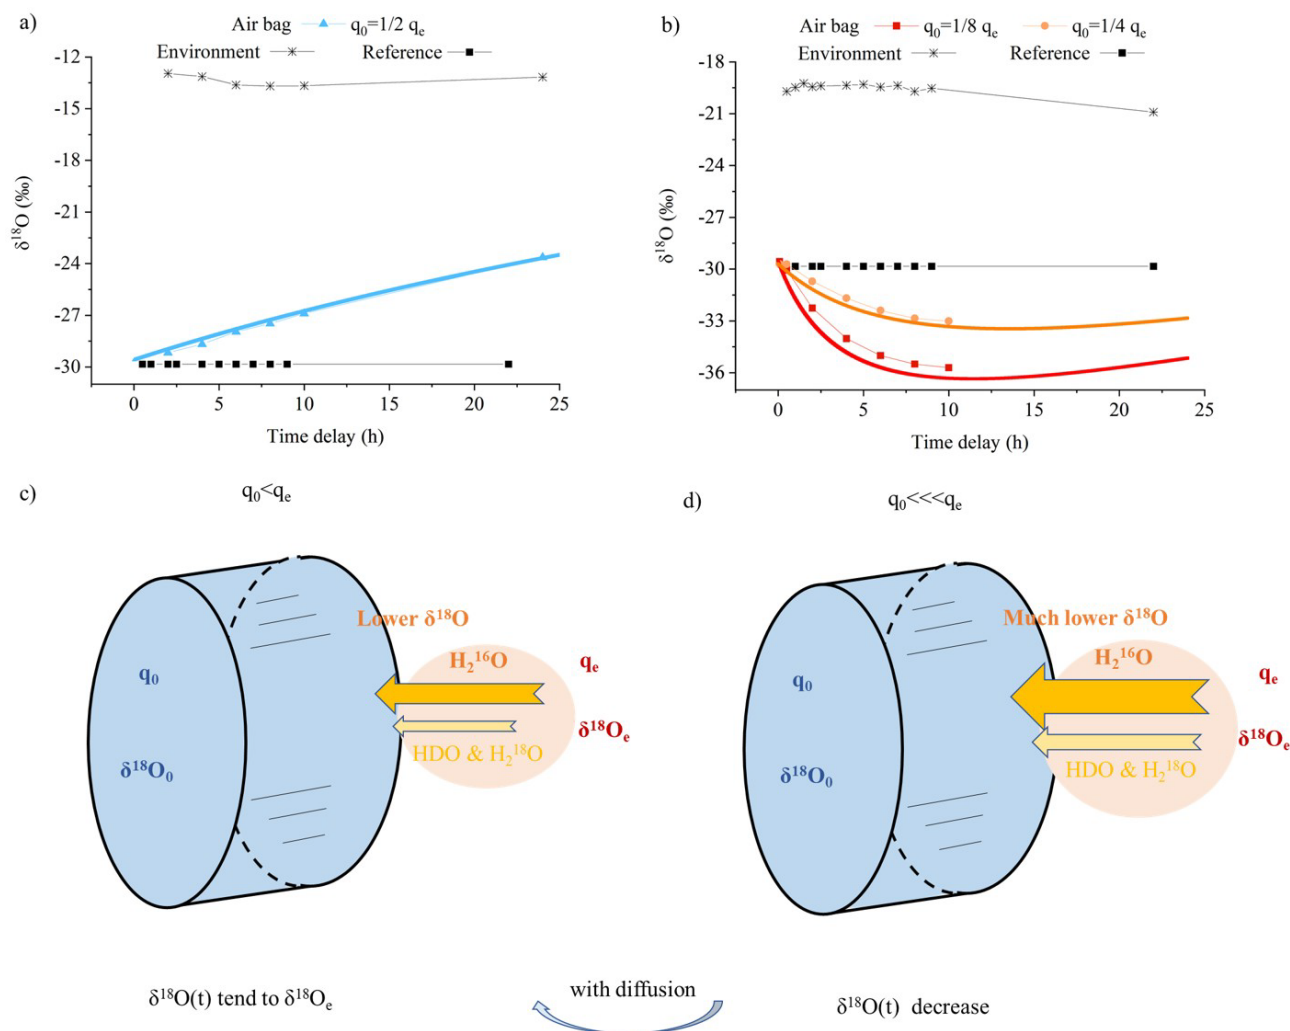 a)
Air bag q₀=1/2 qₑ
Environment Reference
-12
-15
-18
-21
-24
-27
-30
δ¹⁸O (‰)
0 5 10 15 20 25
Time delay (h)
b)
Air bag q₀=1/8 qₑ q₀=1/4 qₑ
Environment Reference
-18
-21
-24
-27
-30
-33
-36
δ¹⁸O (‰)
0 5 10 15 20 25
Time delay (h)
c)
q₀<qₑ
Lower δ¹⁸O
H₂¹⁶O
qₑ
q₀
δ¹⁸Oₑ
HDO & H₂¹⁸O
δ¹⁸O₀
δ¹⁸O(t) tend to δ¹⁸Oₑ
with diffusion
d)
q₀<<<qₑ
Much lower δ¹⁸O
H₂¹⁶O
qₑ
q₀
δ¹⁸Oₑ
HDO & H₂¹⁸O
δ¹⁸O₀
δ¹⁸O(t) decrease